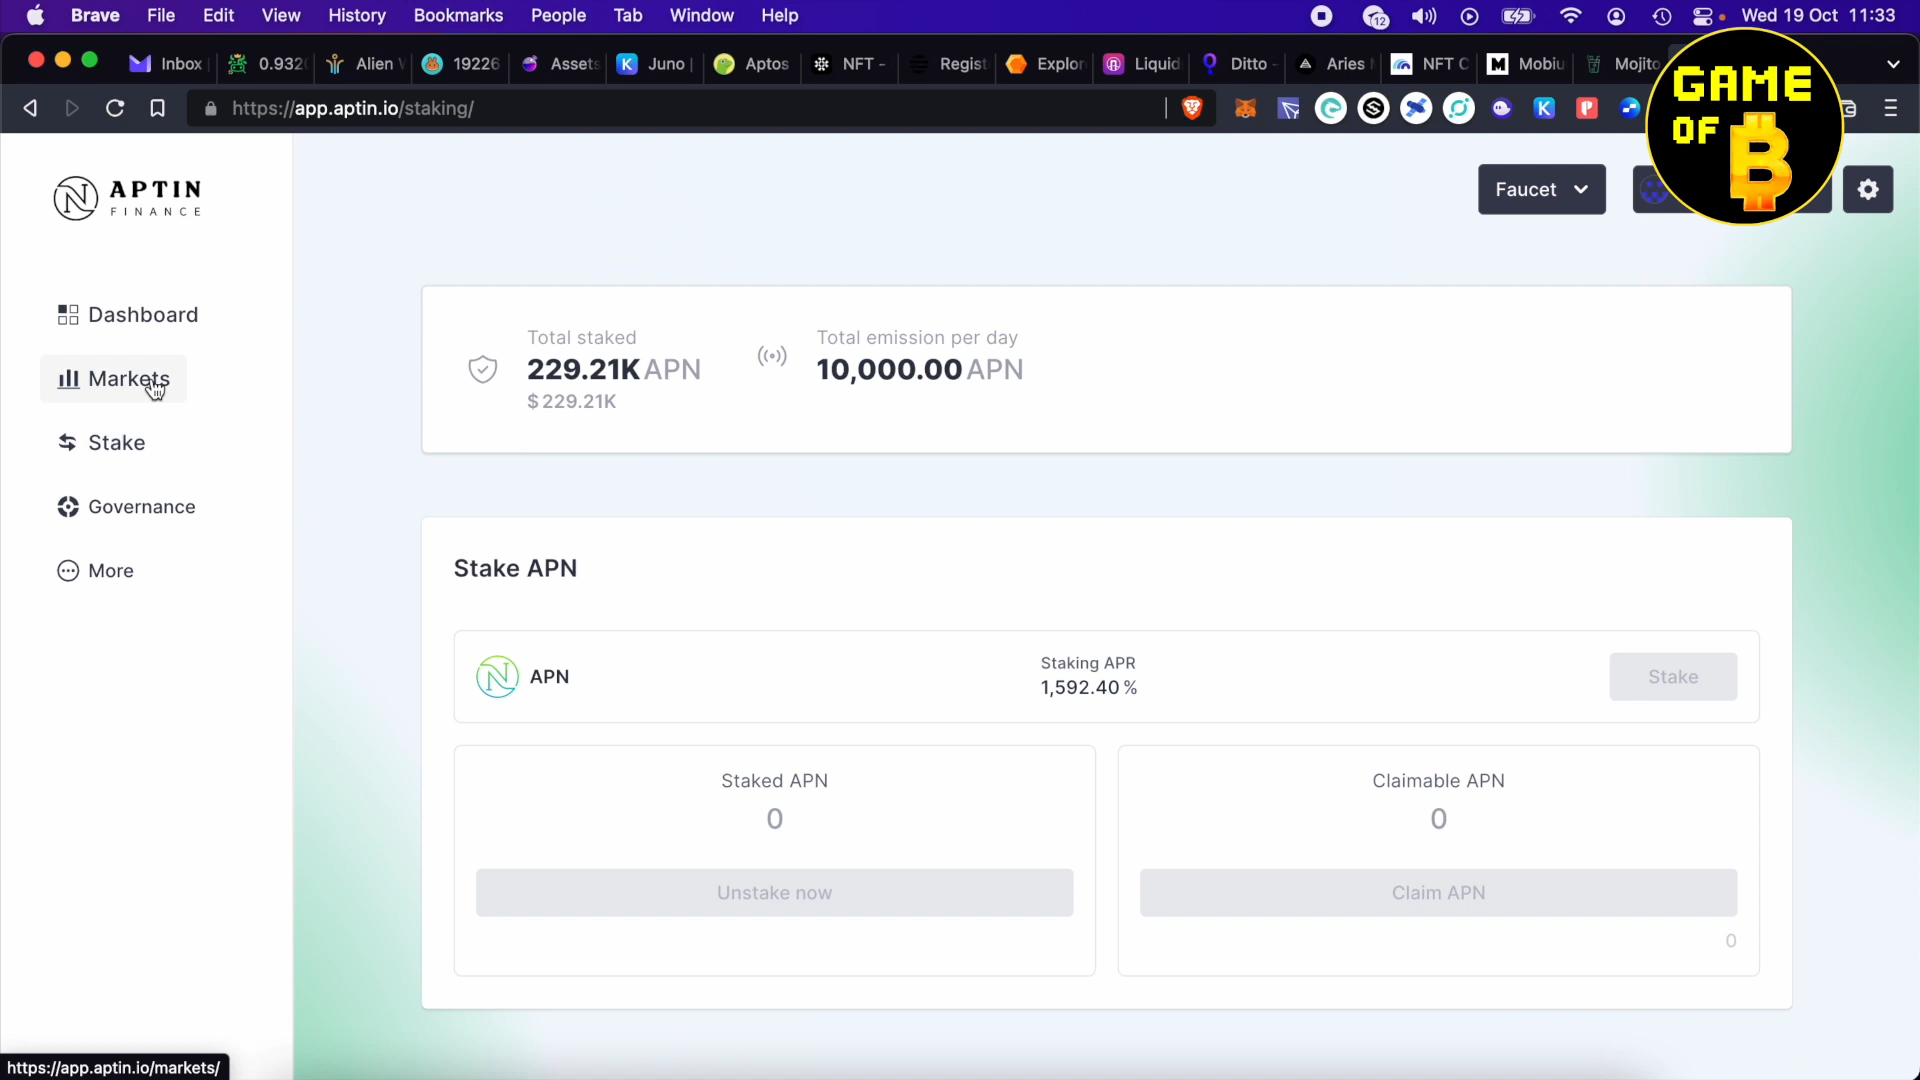 Brave File Edit View History Bookmarks People Tab Window Help
12
Wed 19 Oct 11:33
Inbox
0.932
Alien
19226
Assets
K Juno
Aptos
NFT -
Regist
Explor
Liquid
Ditto -
Aries
NFT C
M Mobiu
Mojito
https://app.aptin.io/staking/
GAME
OF B
APTIN
FINANCE
Faucet
Dashboard
Markets
Stake
Governance
More
Total staked
229.21K APN
$ 229.21K
Total emission per day
10,000.00 APN
Stake APN
APN
Staking APR
1,592.40 %
Stake
Staked APN
0
Unstake now
Claimable APN
0
Claim APN
0
https://app.aptin.io/markets/